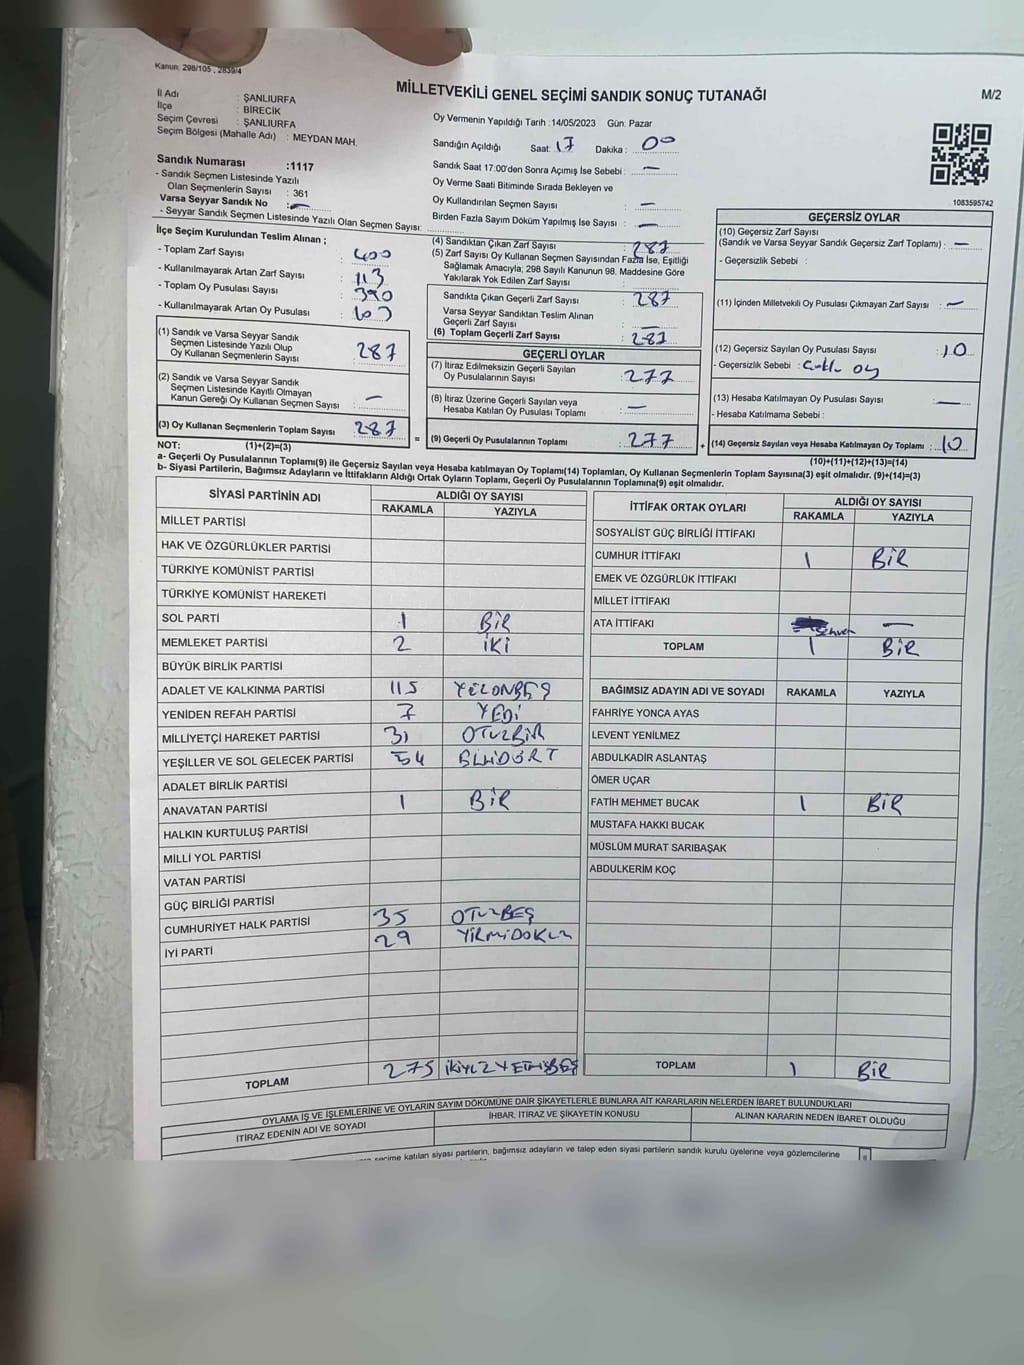 Kanun: 298/105 , 2839/4
MİLLETVEKİLİ GENEL SEÇİMİ SANDIK SONUÇ TUTANAĞI
M/2
İl Adı : ŞANLIURFA
İlçe : BİRECİK
Seçim Çevresi : ŞANLIURFA
Seçim Bölgesi (Mahalle Adı) : MEYDAN MAH.
Sandık Numarası :1117
- Sandık Seçmen Listesinde Yazılı
Olan Seçmenlerin Sayısı : 361
Varsa Seyyar Sandık No : —
- Seyyar Sandık Seçmen Listesinde Yazılı Olan Seçmen Sayısı:
Oy Vermenin Yapıldığı Tarih :14/05/2023 Gün: Pazar
Sandığın Açıldığı Saat: 17 Dakika : 00
Sandık Saat 17:00'den Sonra Açımış İse Sebebi : —
Oy Verme Saati Bitiminde Sırada Bekleyen ve
Oy Kullandırılan Seçmen Sayısı : —
Birden Fazla Sayım Döküm Yapılmış İse Sayısı : —
1083595742
İlçe Seçim Kurulundan Teslim Alınan ;
- Toplam Zarf Sayısı : 400
- Kullanılmayarak Artan Zarf Sayısı : 113
- Toplam Oy Pusulası Sayısı : 390
- Kullanılmayarak Artan Oy Pusulası : 103
(1) Sandık ve Varsa Seyyar Sandık
Seçmen Listesinde Yazılı Olup
Oy Kullanan Seçmenlerin Sayısı : 287
(2) Sandık ve Varsa Seyyar Sandık
Seçmen Listesinde Kayıtlı Olmayan
Kanun Gereği Oy Kullanan Seçmen Sayısı : —
(3) Oy Kullanan Seçmenlerin Toplam Sayısı : 287
(4) Sandıktan Çıkan Zarf Sayısı : 287
(5) Zarf Sayısı Oy Kullanan Seçmen Sayısından Fazla İse, Eşitliği
Sağlamak Amacıyla; 298 Sayılı Kanunun 98. Maddesine Göre
Yakılarak Yok Edilen Zarf Sayısı :
Sandıkta Çıkan Geçerli Zarf Sayısı : 287
Varsa Seyyar Sandıktan Teslim Alınan
Geçerli Zarf Sayısı : —
(6) Toplam Geçerli Zarf Sayısı : 287
GEÇERLİ OYLAR
(7) İtiraz Edilmeksizin Geçerli Sayılan
Oy Pusulalarının Sayısı : 277
(8) İtiraz Üzerine Geçerli Sayılan veya
Hesaba Katılan Oy Pusulası Toplamı : —
= (9) Geçerli Oy Pusulalarının Toplamı : 277
GEÇERSİZ OYLAR
(10) Geçersiz Zarf Sayısı
(Sandık ve Varsa Seyyar Sandık Geçersiz Zarf Toplamı) : —
- Geçersizlik Sebebi :
(11) İçinden Milletvekili Oy Pusulası Çıkmayan Zarf Sayısı : —
(12) Geçersiz Sayılan Oy Pusulası Sayısı : 10
- Geçersizlik Sebebi : oy
(13) Hesaba Katılmayan Oy Pusulası Sayısı : —
- Hesaba Katılmama Sebebi :
+ (14) Geçersiz Sayılan veya Hesaba Katılmayan Oy Toplamı : 10
NOT: (1)+(2)=(3)
(10)+(11)+(12)+(13)=(14)
a- Geçerli Oy Pusulalarının Toplamı(9) ile Geçersiz Sayılan veya Hesaba katılmayan Oy Toplamı(14) Toplamları, Oy Kullanan Seçmenlerin Toplam Sayısına(3) eşit olmalıdır. (9)+(14)=(3)
b- Siyasi Partilerin, Bağımsız Adayların ve İttifakların Aldığı Ortak Oyların Toplamı, Geçerli Oy Pusulalarının Toplamına(9) eşit olmalıdır.
SİYASİ PARTİNİN ADI ALDIĞI OY SAYISI
RAKAMLA YAZIYLA
MİLLET PARTİSİ
HAK VE ÖZGÜRLÜKLER PARTİSİ
TÜRKİYE KOMÜNİST PARTİSİ
TÜRKİYE KOMÜNİST HAREKETİ
SOL PARTİ 1 BİR
MEMLEKET PARTİSİ 2 İKİ
BÜYÜK BİRLİK PARTİSİ
ADALET VE KALKINMA PARTİSİ 115 YÜZONBEŞ
YENİDEN REFAH PARTİSİ 7 YEDİ
MİLLİYETÇİ HAREKET PARTİSİ 31 OTUZBİR
YEŞİLLER VE SOL GELECEK PARTİSİ 54 ELLİDÖRT
ADALET BİRLİK PARTİSİ
ANAVATAN PARTİSİ 1 BİR
HALKIN KURTULUŞ PARTİSİ
MİLLİ YOL PARTİSİ
VATAN PARTİSİ
GÜÇ BİRLİĞİ PARTİSİ
CUMHURİYET HALK PARTİSİ 35 OTUZBEŞ
İYİ PARTİ 29 YİRMİDOKUZ
TOPLAM 275 İKİYÜZYETMİŞBEŞ
İTTİFAK ORTAK OYLARI ALDIĞI OY SAYISI
RAKAMLA YAZIYLA
SOSYALİST GÜÇ BİRLİĞİ İTTİFAKI
CUMHUR İTTİFAKI 1 BİR
EMEK VE ÖZGÜRLÜK İTTİFAKI
MİLLET İTTİFAKI
ATA İTTİFAKI —
TOPLAM 1 BİR
BAĞIMSIZ ADAYIN ADI VE SOYADI RAKAMLA YAZIYLA
FAHRİYE YONCA AYAS
LEVENT YENİLMEZ
ABDULKADİR ASLANTAŞ
ÖMER UÇAR
FATİH MEHMET BUCAK 1 BİR
MUSTAFA HAKKI BUCAK
MÜSLÜM MURAT SARIBAŞAK
ABDULKERİM KOÇ
TOPLAM 1 BİR
OYLAMA İŞ VE İŞLEMLERİNE VE OYLARIN SAYIM DÖKÜMÜNE DAİR ŞİKAYETLERLE BUNLARA AİT KARARLARIN NELERDEN İBARET BULUNDUKLARI
İTİRAZ EDENİN ADI VE SOYADI İHBAR, İTİRAZ VE ŞİKAYETİN KONUSU ALINAN KARARIN NEDEN İBARET OLDUĞU
seçime katılan siyasi partilerin, bağımsız adayların ve talep eden siyasi partilerin sandık kurulu üyelerine veya gözlemcilerine